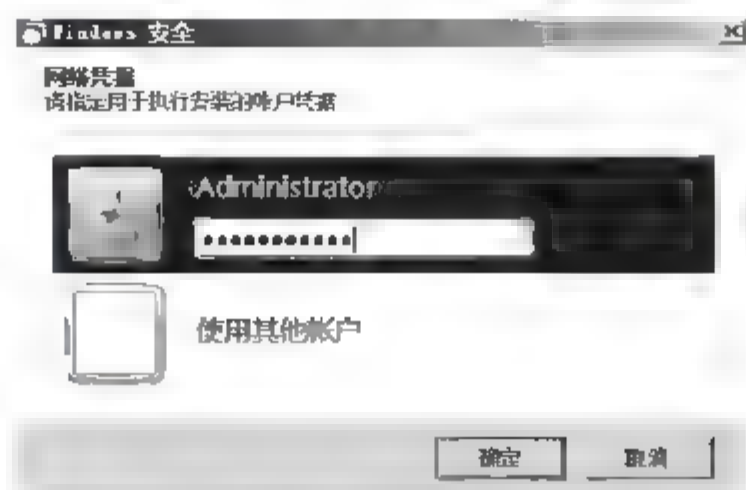 Windows 安全
网络凭据
请指定用于执行安装的帐户凭据
Administrator
使用其他帐户
确定
取消